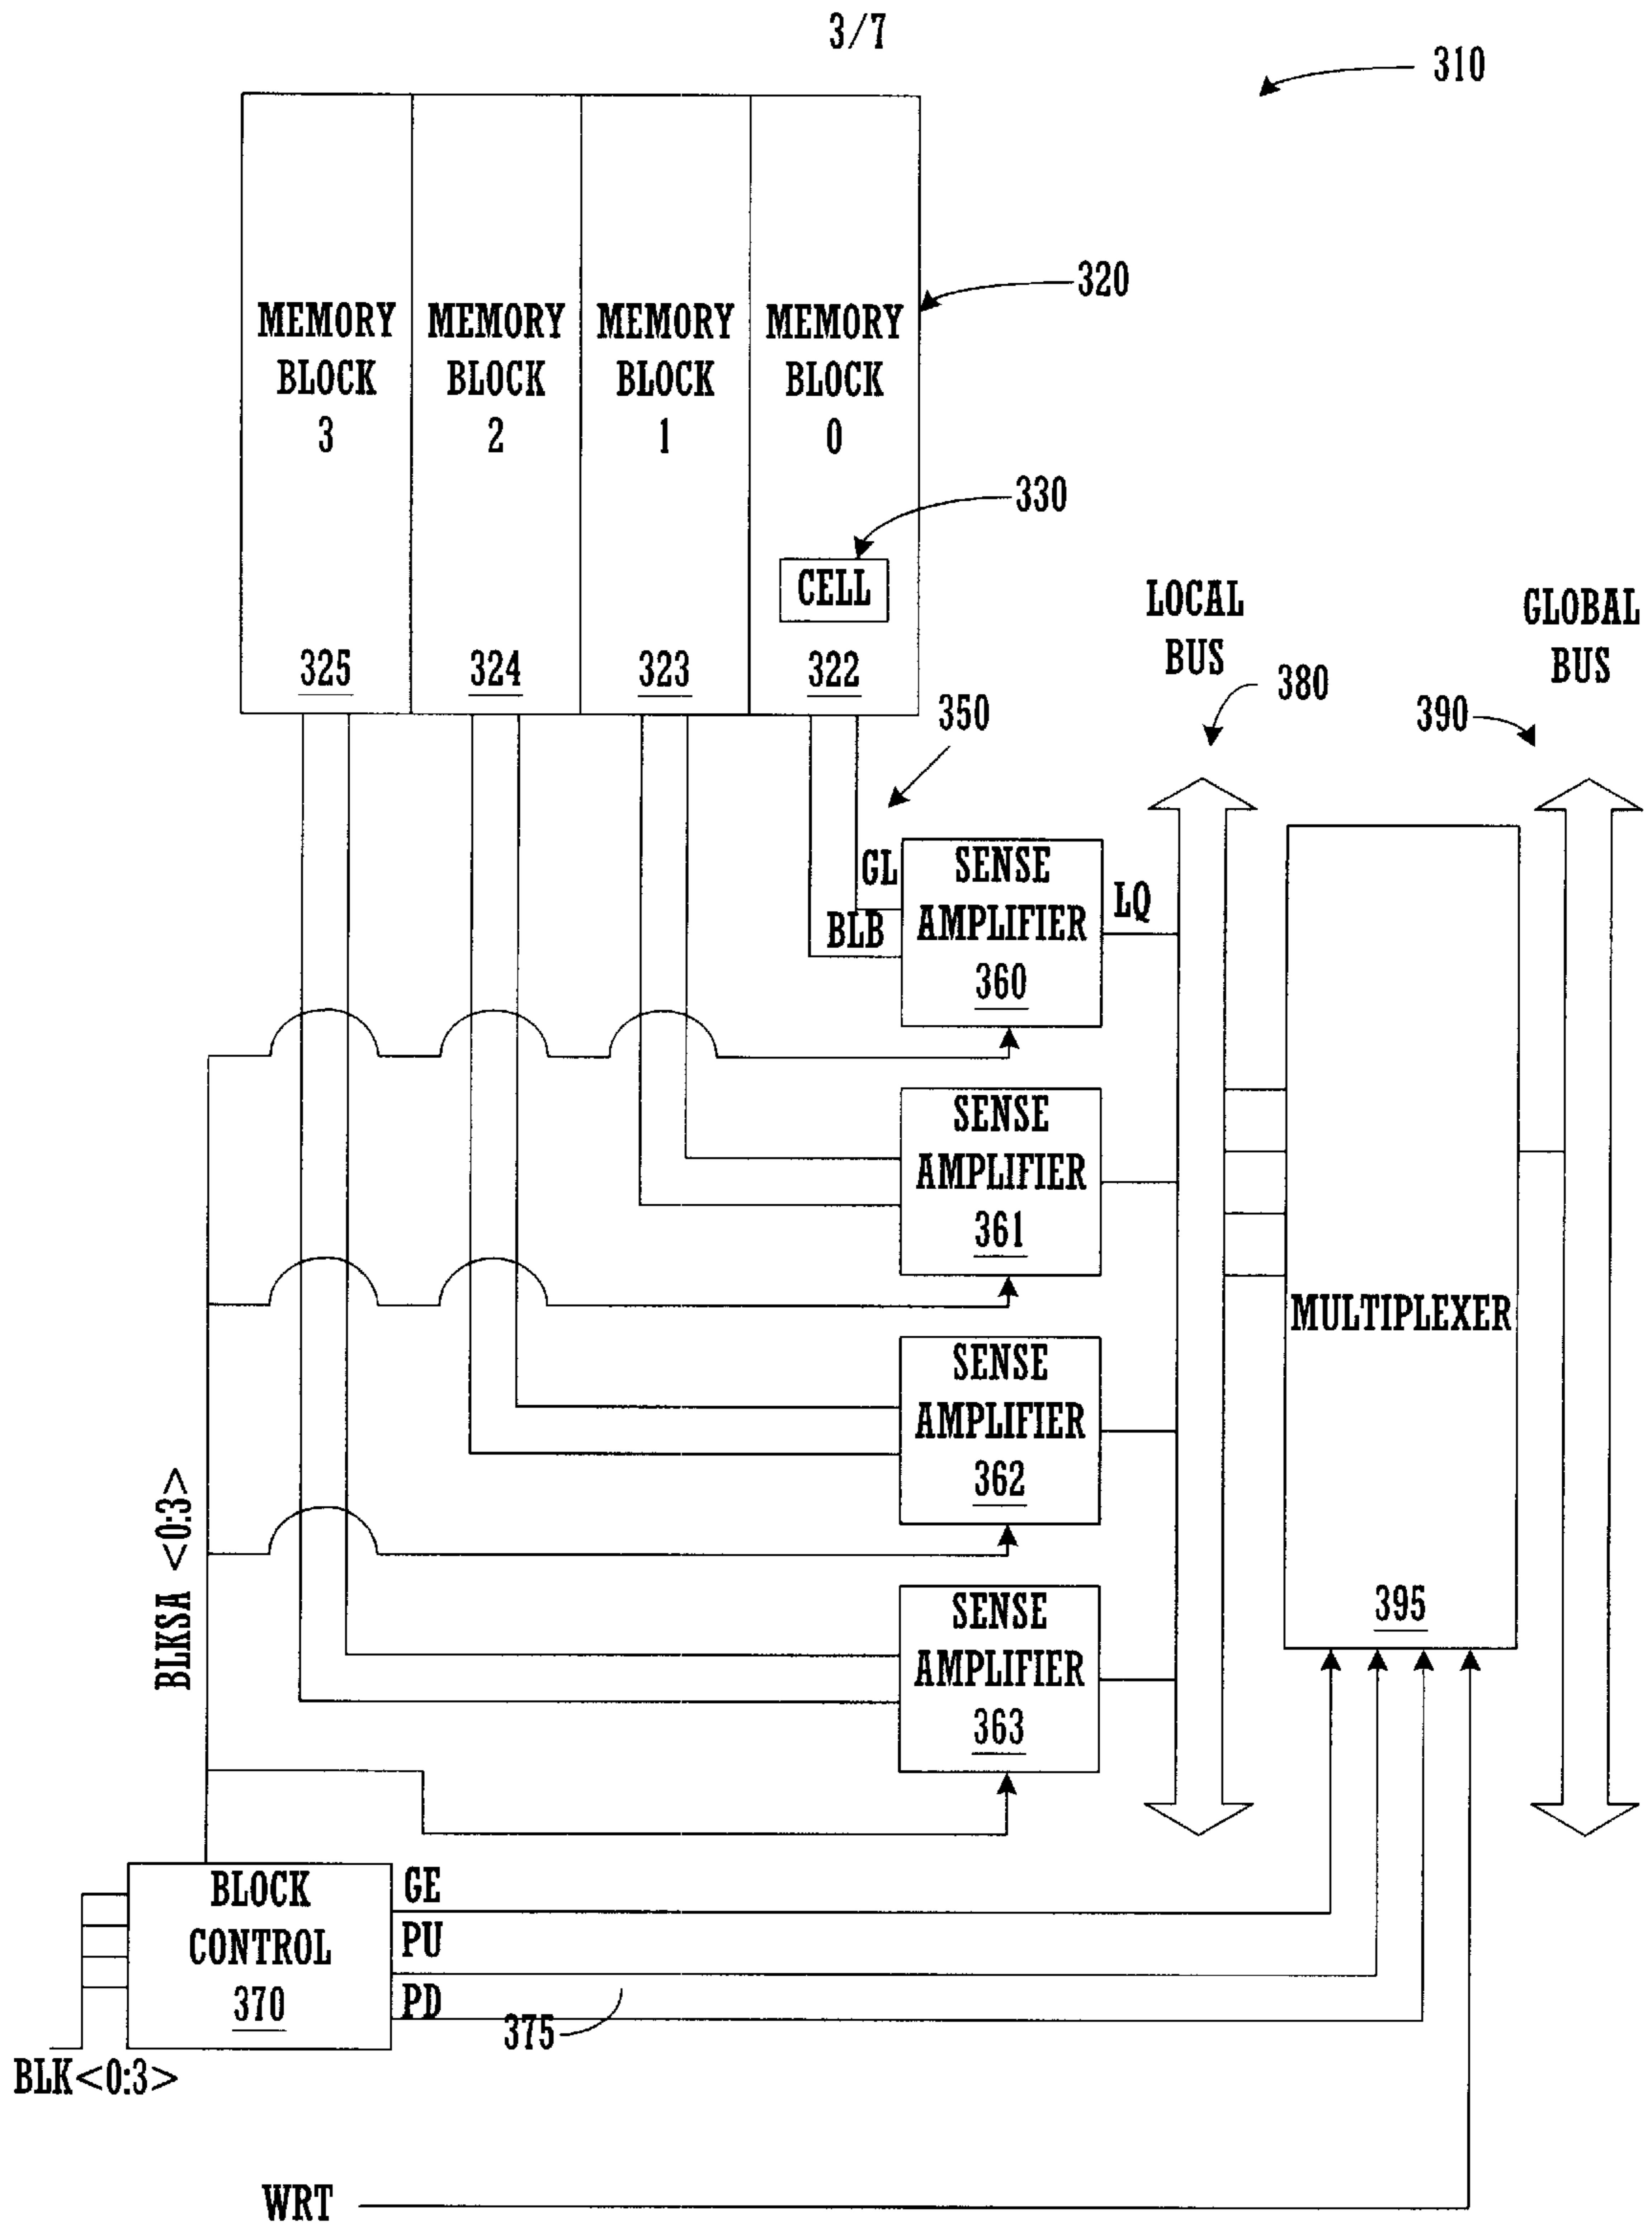 3/7
310
MEMORY BLOCK 3
MEMORY BLOCK 2
MEMORY BLOCK 1
MEMORY BLOCK 0
320
330
CELL
325
324
323
322
LOCAL BUS
GLOBAL BUS
380
390
350
GL
BLB
SENSE AMPLIFIER 360
LQ
SENSE AMPLIFIER 361
SENSE AMPLIFIER 362
SENSE AMPLIFIER 363
MULTIPLEXER
395
BLKSA <0:3>
BLOCK CONTROL 370
GE
PU
PD
375
BLK<0:3>
WRT